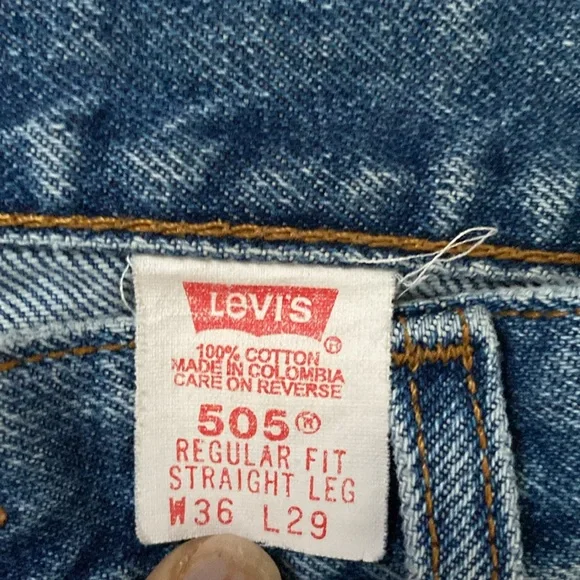 Levi's ®
100% COTTON
MADE IN COLOMBIA
CARE ON REVERSE
505®
REGULAR FIT
STRAIGHT LEG
W36 L29